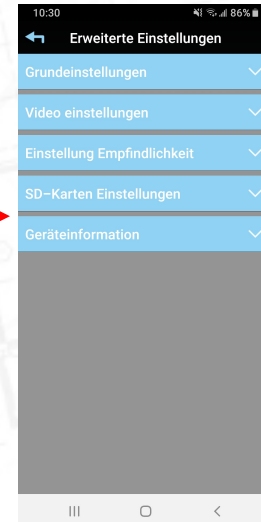 10:30 86%
Erweiterte Einstellungen
Grundeinstellungen
Video einstellungen
Einstellung Empfindlichkeit
SD-Karten Einstellungen
Geräteinformation